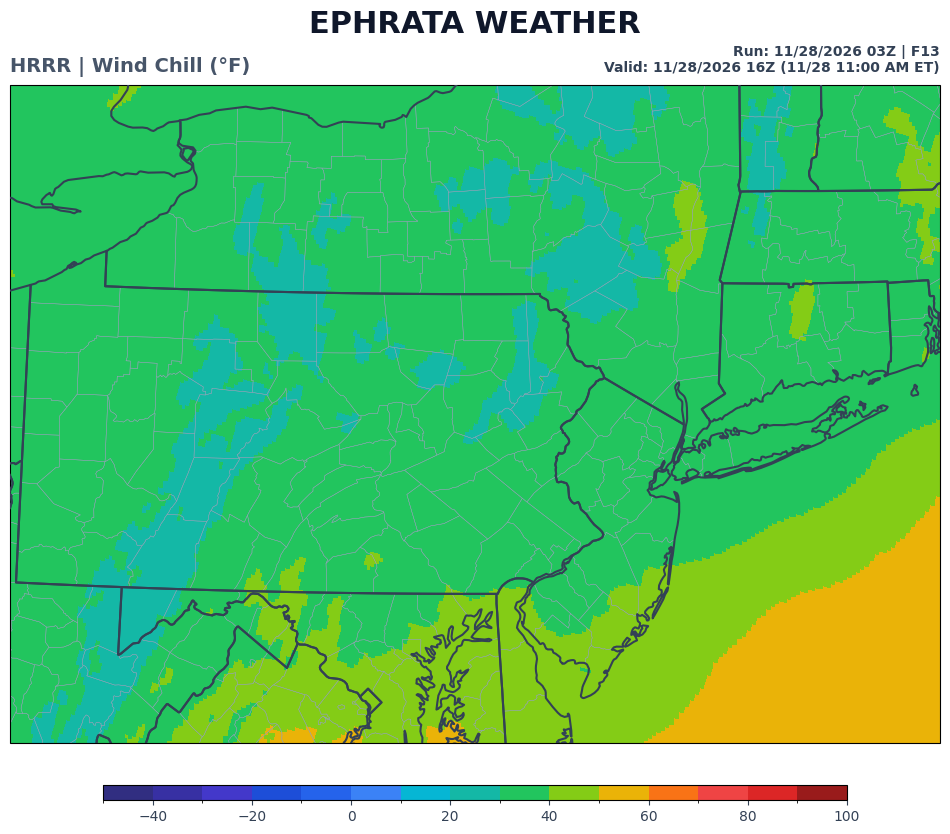 EPHRATA WEATHER
HRRR | Wind Chill (°F)
Run: 11/28/2026 03Z | F13
Valid: 11/28/2026 16Z (11/28 11:00 AM ET)
−40 −20 0 20 40 60 80 100